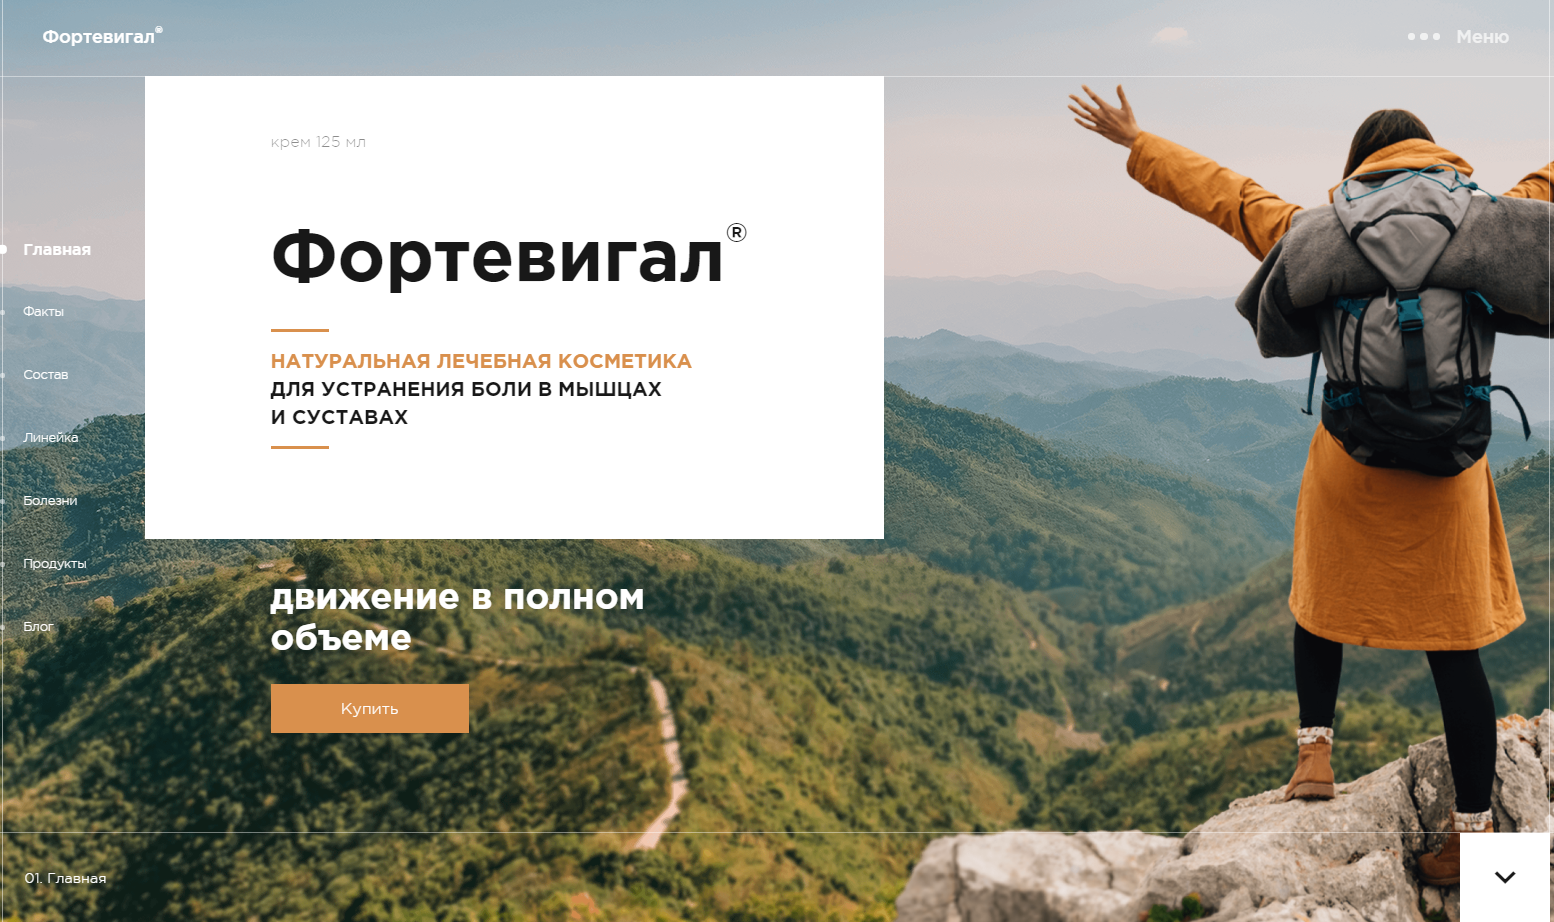 Фортевигал®
Меню
крем 125 мл
Фортевигал®
НАТУРАЛЬНАЯ ЛЕЧЕБНАЯ КОСМЕТИКА
ДЛЯ УСТРАНЕНИЯ БОЛИ В МЫШЦАХ
И СУСТАВАХ
Главная
Факты
Состав
Линейка
Болезни
Продукты
Блог
движение в полном
объеме
Купить
01. Главная